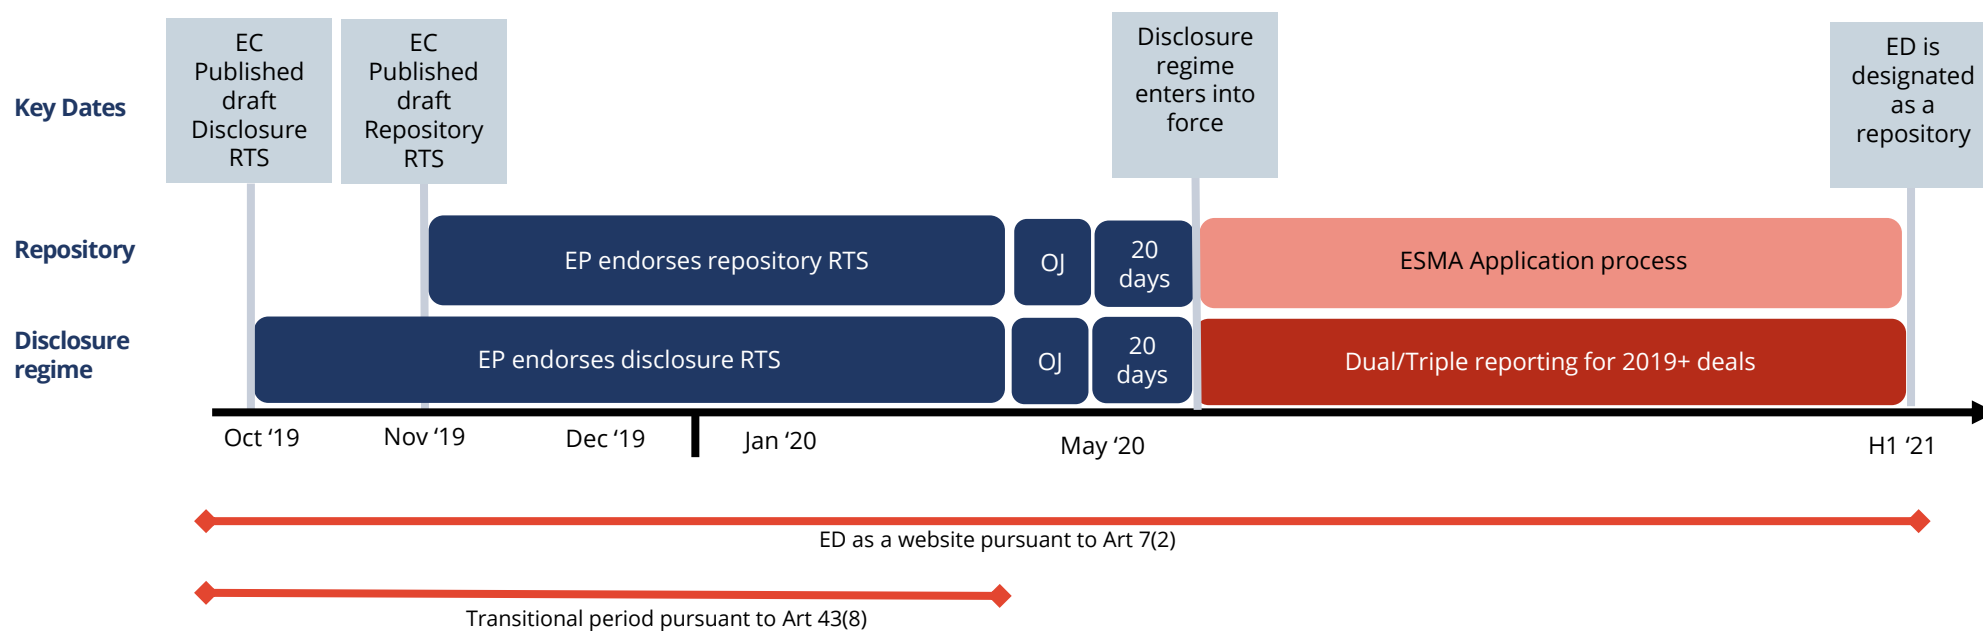 EC
Published
draft
Disclosure
RTS
EC
Published
draft
Repository
RTS
Disclosure
regime
enters into
force
ED is
designated
as a
repository
Key Dates
Repository
EP endorses repository RTS
OJ
20
days
ESMA Application process
Disclosure
regime
EP endorses disclosure RTS
OJ
20
days
Dual/Triple reporting for 2019+ deals
Oct ‘19
Nov ‘19
Dec ‘19
Jan ‘20
May ‘20
H1 ‘21
ED as a website pursuant to Art 7(2)
Transitional period pursuant to Art 43(8)